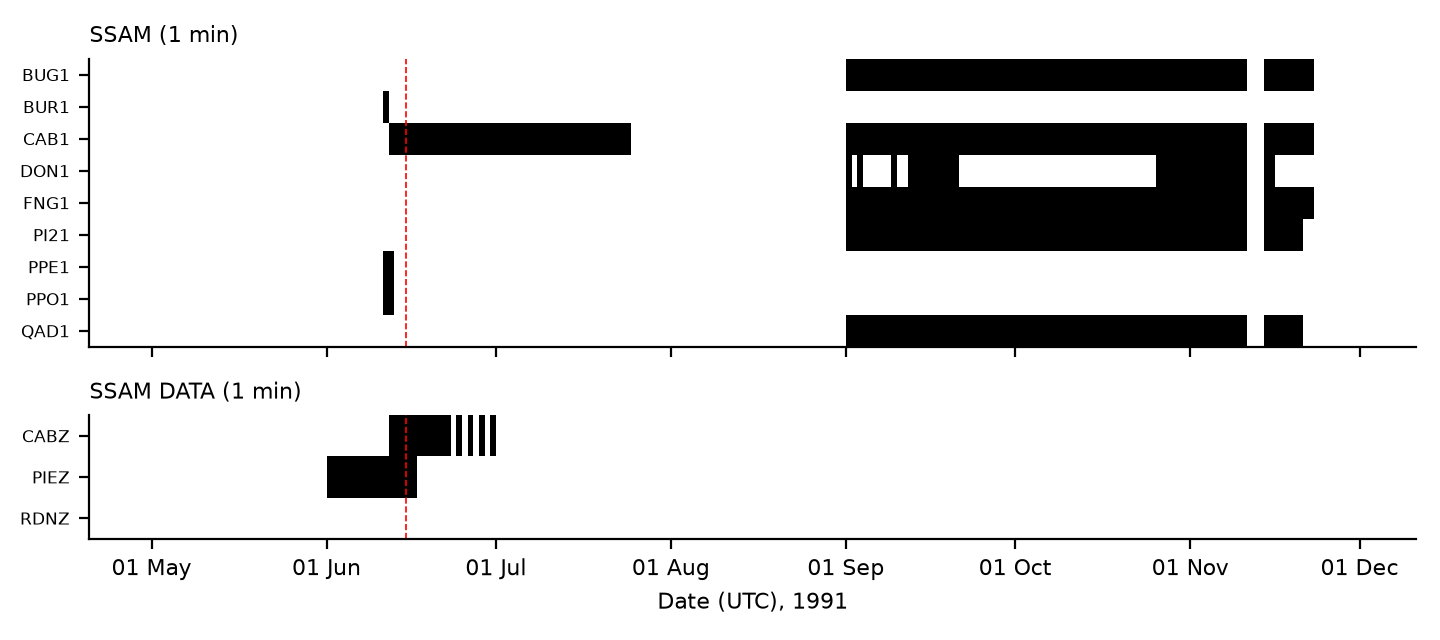 SSAM (1 min)
BUG1
BUR1
CAB1
DON1
FNG1
PI21
PPE1
PPO1
QAD1
SSAM DATA (1 min)
CABZ
PIEZ
RDNZ
01 May 01 Jun 01 Jul 01 Aug 01 Sep 01 Oct 01 Nov 01 Dec
Date (UTC), 1991